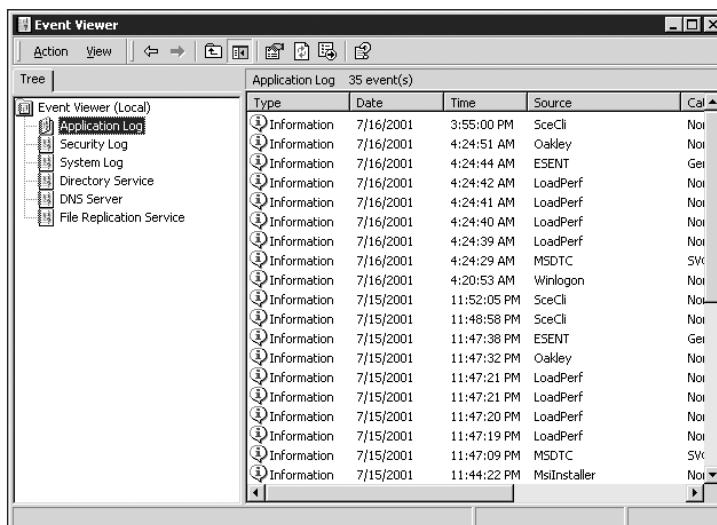 Event Viewer
Action View
Tree
Application Log 35 event(s)
Event Viewer (Local)
Application Log
Security Log
System Log
Directory Service
DNS Server
File Replication Service
Type Date Time Source
Information 7/16/2001 3:55:00 PM SceCli
Information 7/16/2001 4:24:51 AM Oakley
Information 7/16/2001 4:24:44 AM ESENT
Information 7/16/2001 4:24:42 AM LoadPerf
Information 7/16/2001 4:24:41 AM LoadPerf
Information 7/16/2001 4:24:40 AM LoadPerf
Information 7/16/2001 4:24:39 AM LoadPerf
Information 7/16/2001 4:24:29 AM MSDTC
Information 7/16/2001 4:20:53 AM Winlogon
Information 7/15/2001 11:52:05 PM SceCli
Information 7/15/2001 11:48:58 PM SceCli
Information 7/15/2001 11:47:38 PM ESENT
Information 7/15/2001 11:47:32 PM Oakley
Information 7/15/2001 11:47:21 PM LoadPerf
Information 7/15/2001 11:47:21 PM LoadPerf
Information 7/15/2001 11:47:20 PM LoadPerf
Information 7/15/2001 11:47:19 PM LoadPerf
Information 7/15/2001 11:47:09 PM MSDTC
Information 7/15/2001 11:44:22 PM MsiInstaller